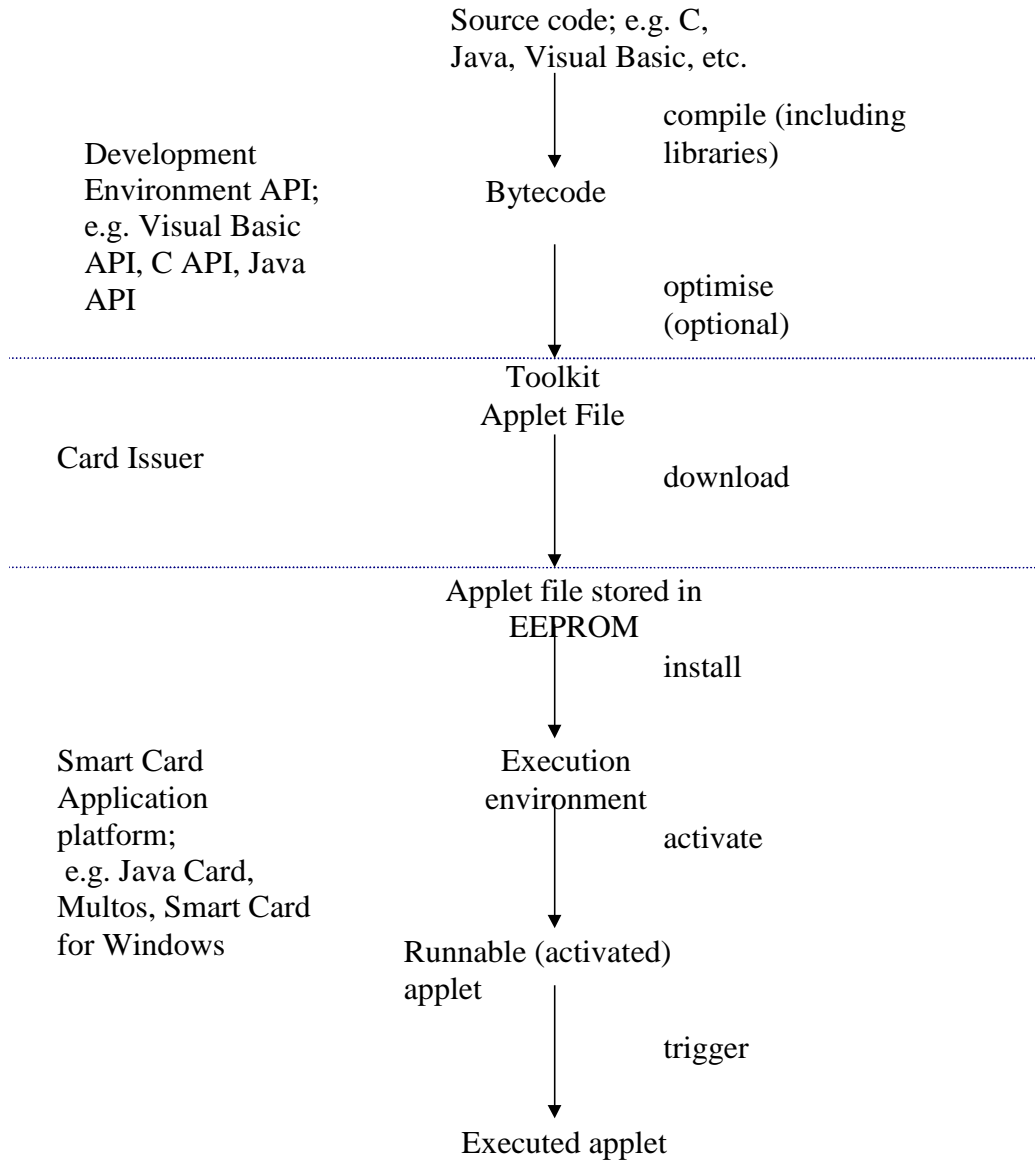 Source code; e.g. C,
Java, Visual Basic, etc.
compile (including
libraries)
Development
Environment API;
e.g. Visual Basic
API, C API, Java
API
Bytecode
optimise
(optional)
Toolkit
Applet File
Card Issuer
download
Applet file stored in
EEPROM
install
Smart Card
Application
platform;
e.g. Java Card,
Multos, Smart Card
for Windows
Execution
environment
activate
Runnable (activated)
applet
trigger
Executed applet